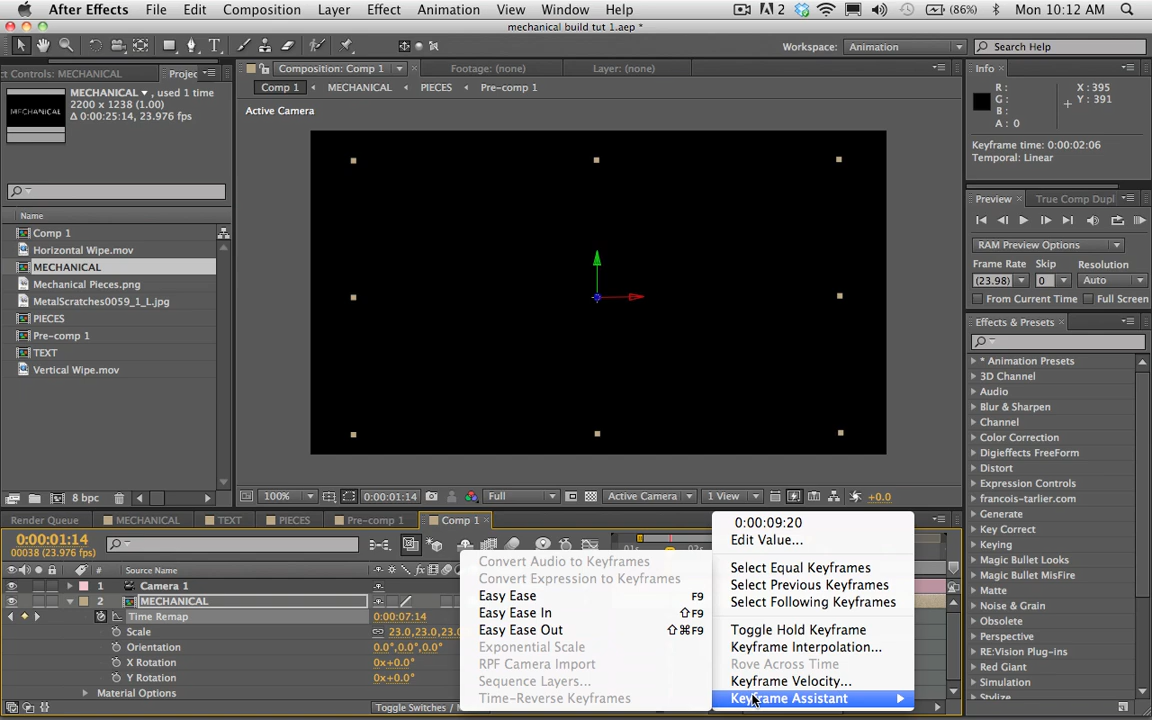 After Effects File Edit Composition Layer Effect Animation View Window Help 2 (86%) Mon 10:12 AM
mechanical build tut 1.aep *
Workspace: Animation Search Help
ct Controls: MECHANICAL Projec
Composition: Comp 1 Footage: (none) Layer: (none)
Info
MECHANICAL , used 1 time
2200 x 1238 (1.00)
Δ 0:00:25:14, 23.976 fps
MECHANICAL
Comp 1 MECHANICAL PIECES Pre-comp 1
Active Camera
R : X : 395
G : Y : 391
B :
A : 0
Keyframe time: 0:00:02:06
Temporal: Linear
Preview True Comp Dupl
RAM Preview Options
Frame Rate Skip Resolution
(23.98) 0 Auto
From Current Time Full Screen
Name
Comp 1
Horizontal Wipe.mov
MECHANICAL
Mechanical Pieces.png
MetalScratches0059_1_L.jpg
PIECES
Pre-comp 1
TEXT
Vertical Wipe.mov
Effects & Presets
* Animation Presets
3D Channel
Audio
Blur & Sharpen
Channel
Color Correction
Digieffects FreeForm
Distort
Expression Controls
francois-tarlier.com
Generate
Key Correct
Keying
Magic Bullet Looks
Magic Bullet MisFire
Matte
Noise & Grain
Obsolete
Perspective
RE:Vision Plug-ins
Red Giant
Simulation
Stylize
8 bpc
100% 0:00:01:14 Full Active Camera 1 View +0.0
Render Queue MECHANICAL TEXT PIECES Pre-comp 1 Comp 1
0:00:01:14
00038 (23.976 fps)
01s 02s
Source Name
1 Camera 1
2 MECHANICAL
Time Remap 0:00:07:14
Scale 23.0,23.0,23.0
Orientation 0.0°,0.0°,0.0°
X Rotation 0x+0.0°
Y Rotation 0x+0.0°
Material Options
Toggle Switches /
Convert Audio to Keyframes
Convert Expression to Keyframes
Easy Ease F9
Easy Ease In ⇧F9
Easy Ease Out ⇧⌘F9
Exponential Scale
RPF Camera Import
Sequence Layers...
Time-Reverse Keyframes
0:00:09:20
Edit Value...
Select Equal Keyframes
Select Previous Keyframes
Select Following Keyframes
Toggle Hold Keyframe
Keyframe Interpolation...
Rove Across Time
Keyframe Velocity...
Keyframe Assistant